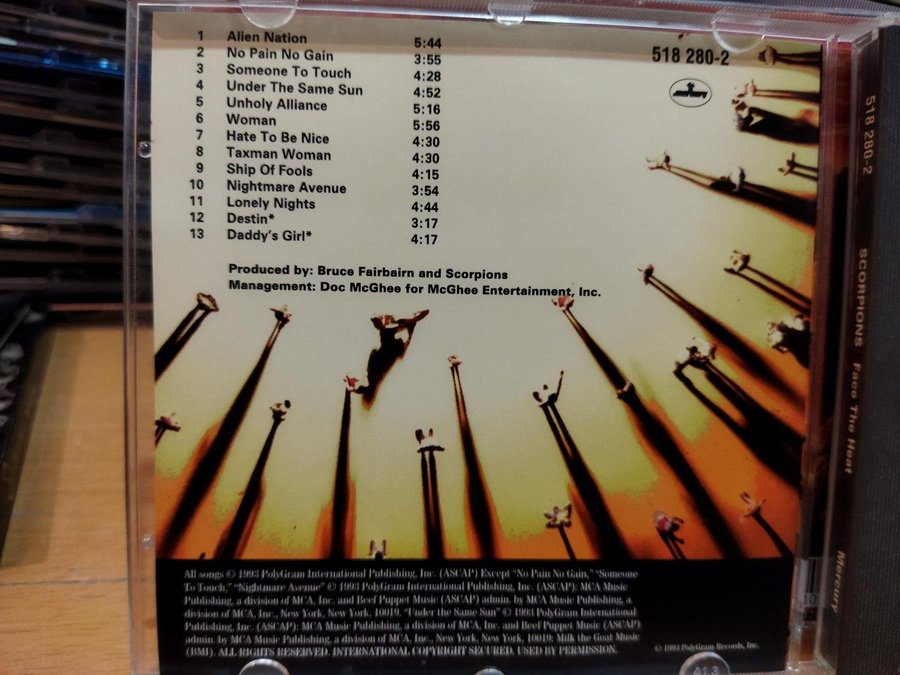 1 Alien Nation 5:44
2 No Pain No Gain 3:55
3 Someone To Touch 4:28
4 Under The Same Sun 4:52
5 Unholy Alliance 5:16
6 Woman 5:56
7 Hate To Be Nice 4:30
8 Taxman Woman 4:30
9 Ship Of Fools 4:15
10 Nightmare Avenue 3:54
11 Lonely Nights 4:44
12 Destin* 3:17
13 Daddy's Girl* 4:17
518 280-2
mercury
Produced by: Bruce Fairbairn and Scorpions
Management: Doc McGhee for McGhee Entertainment, Inc.
All songs © 1993 PolyGram International Publishing, Inc. (ASCAP) Except "No Pain No Gain," "Someone
To Touch," "Nightmare Avenue" © 1993 PolyGram International Publishing, Inc. (ASCAP): MCA Music
Publishing, a division of MCA, Inc. and Beef Puppet Music (ASCAP) admin. by MCA Music Publishing, a
division of MCA, Inc., New York, New York, 10019. "Under the Same Sun" © 1993 PolyGram International
Publishing, Inc. (ASCAP): MCA Music Publishing, a division of MCA, Inc. and Beef Puppet Music (ASCAP)
admin. by MCA Music Publishing, a division of MCA, Inc., New York, New York, 10019: Milk the Goat Music
(BMI). ALL RIGHTS RESERVED. INTERNATIONAL COPYRIGHT SECURED. USED BY PERMISSION.
© 1993 PolyGram Records, Inc.
A1.3
518 280-2
SCORPIONS Face The Heat
Mercury